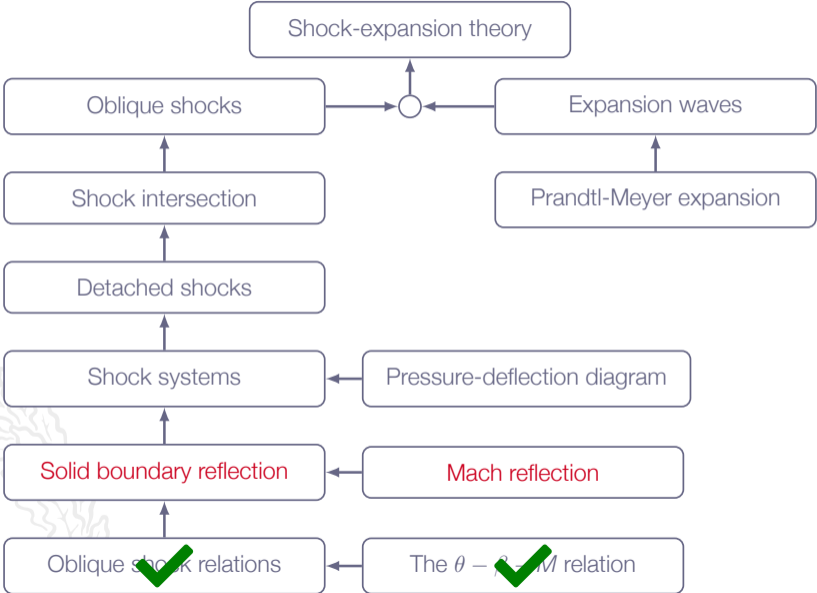 Shock-expansion theory
Oblique shocks
Expansion waves
Shock intersection
Prandtl-Meyer expansion
Detached shocks
Shock systems
Pressure-deflection diagram
Solid boundary reflection
Mach reflection
Oblique shock relations
The θ − β − M relation